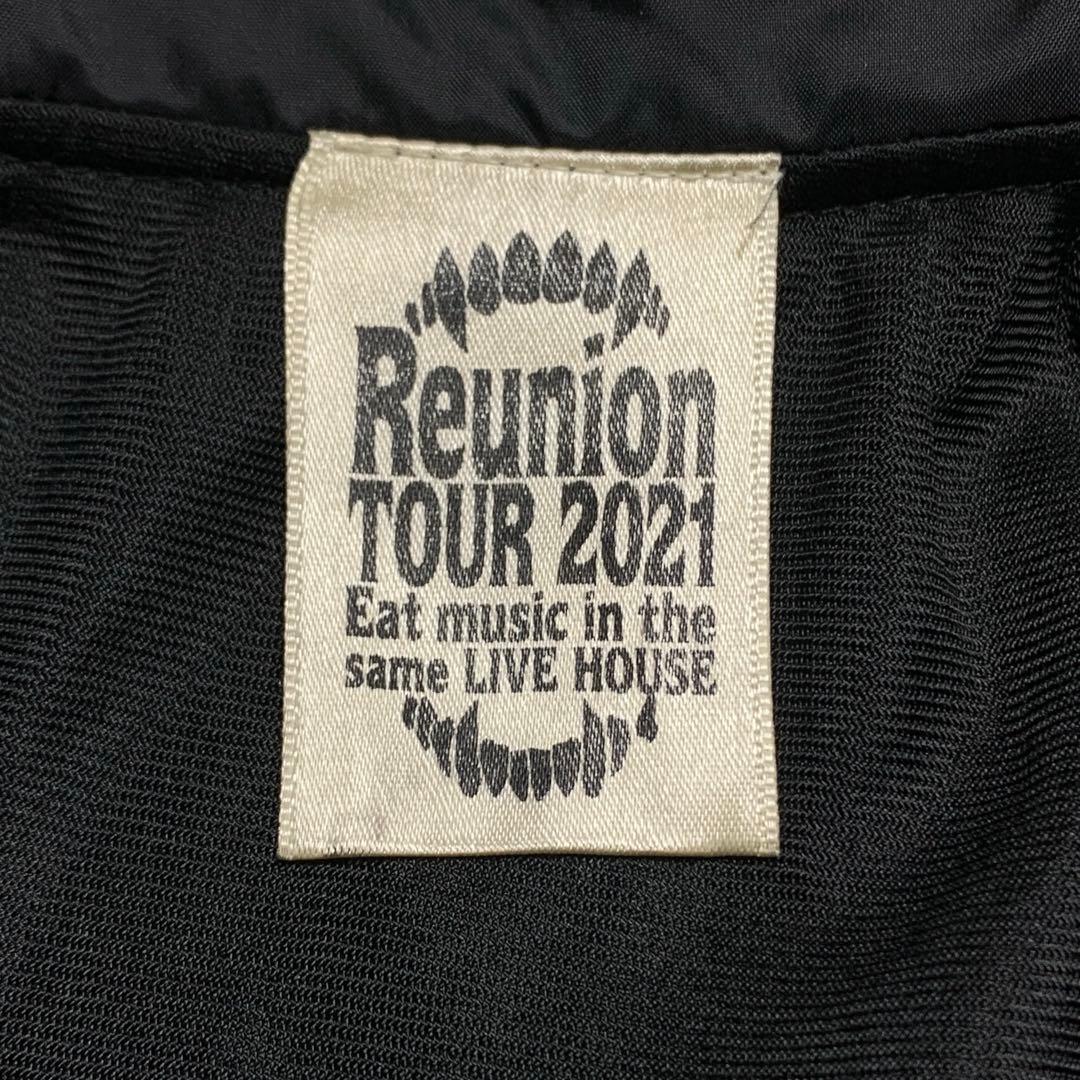 Reunion
TOUR 2021
Eat music in the
same LIVE HOUSE